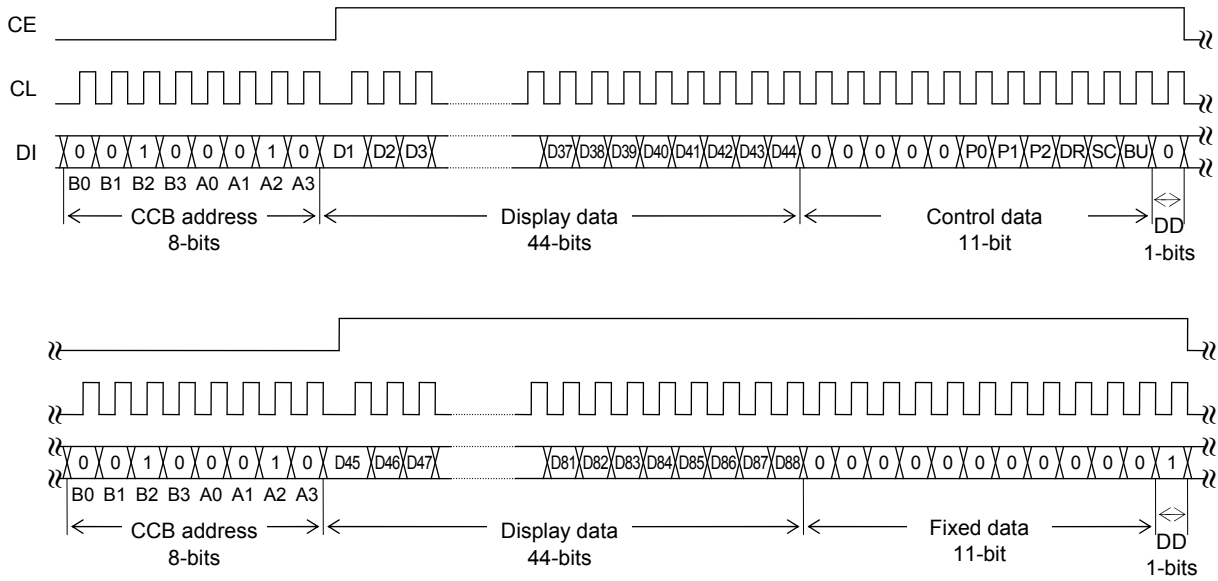 CE
CL
DI 0 0 1 0 0 0 1 0 D1 D2 D3 D37 D38 D39 D40 D41 D42 D43 D44 0 0 0 0 0 P0 P1 P2 DR SC BU 0
B0 B1 B2 B3 A0 A1 A2 A3
CCB address
8-bits
Display data
44-bits
Control data
11-bit
DD
1-bits
0 0 1 0 0 0 1 0 D45 D46 D47 D81 D82 D83 D84 D85 D86 D87 D88 0 0 0 0 0 0 0 0 0 0 0 1
B0 B1 B2 B3 A0 A1 A2 A3
CCB address
8-bits
Display data
44-bits
Fixed data
11-bit
DD
1-bits